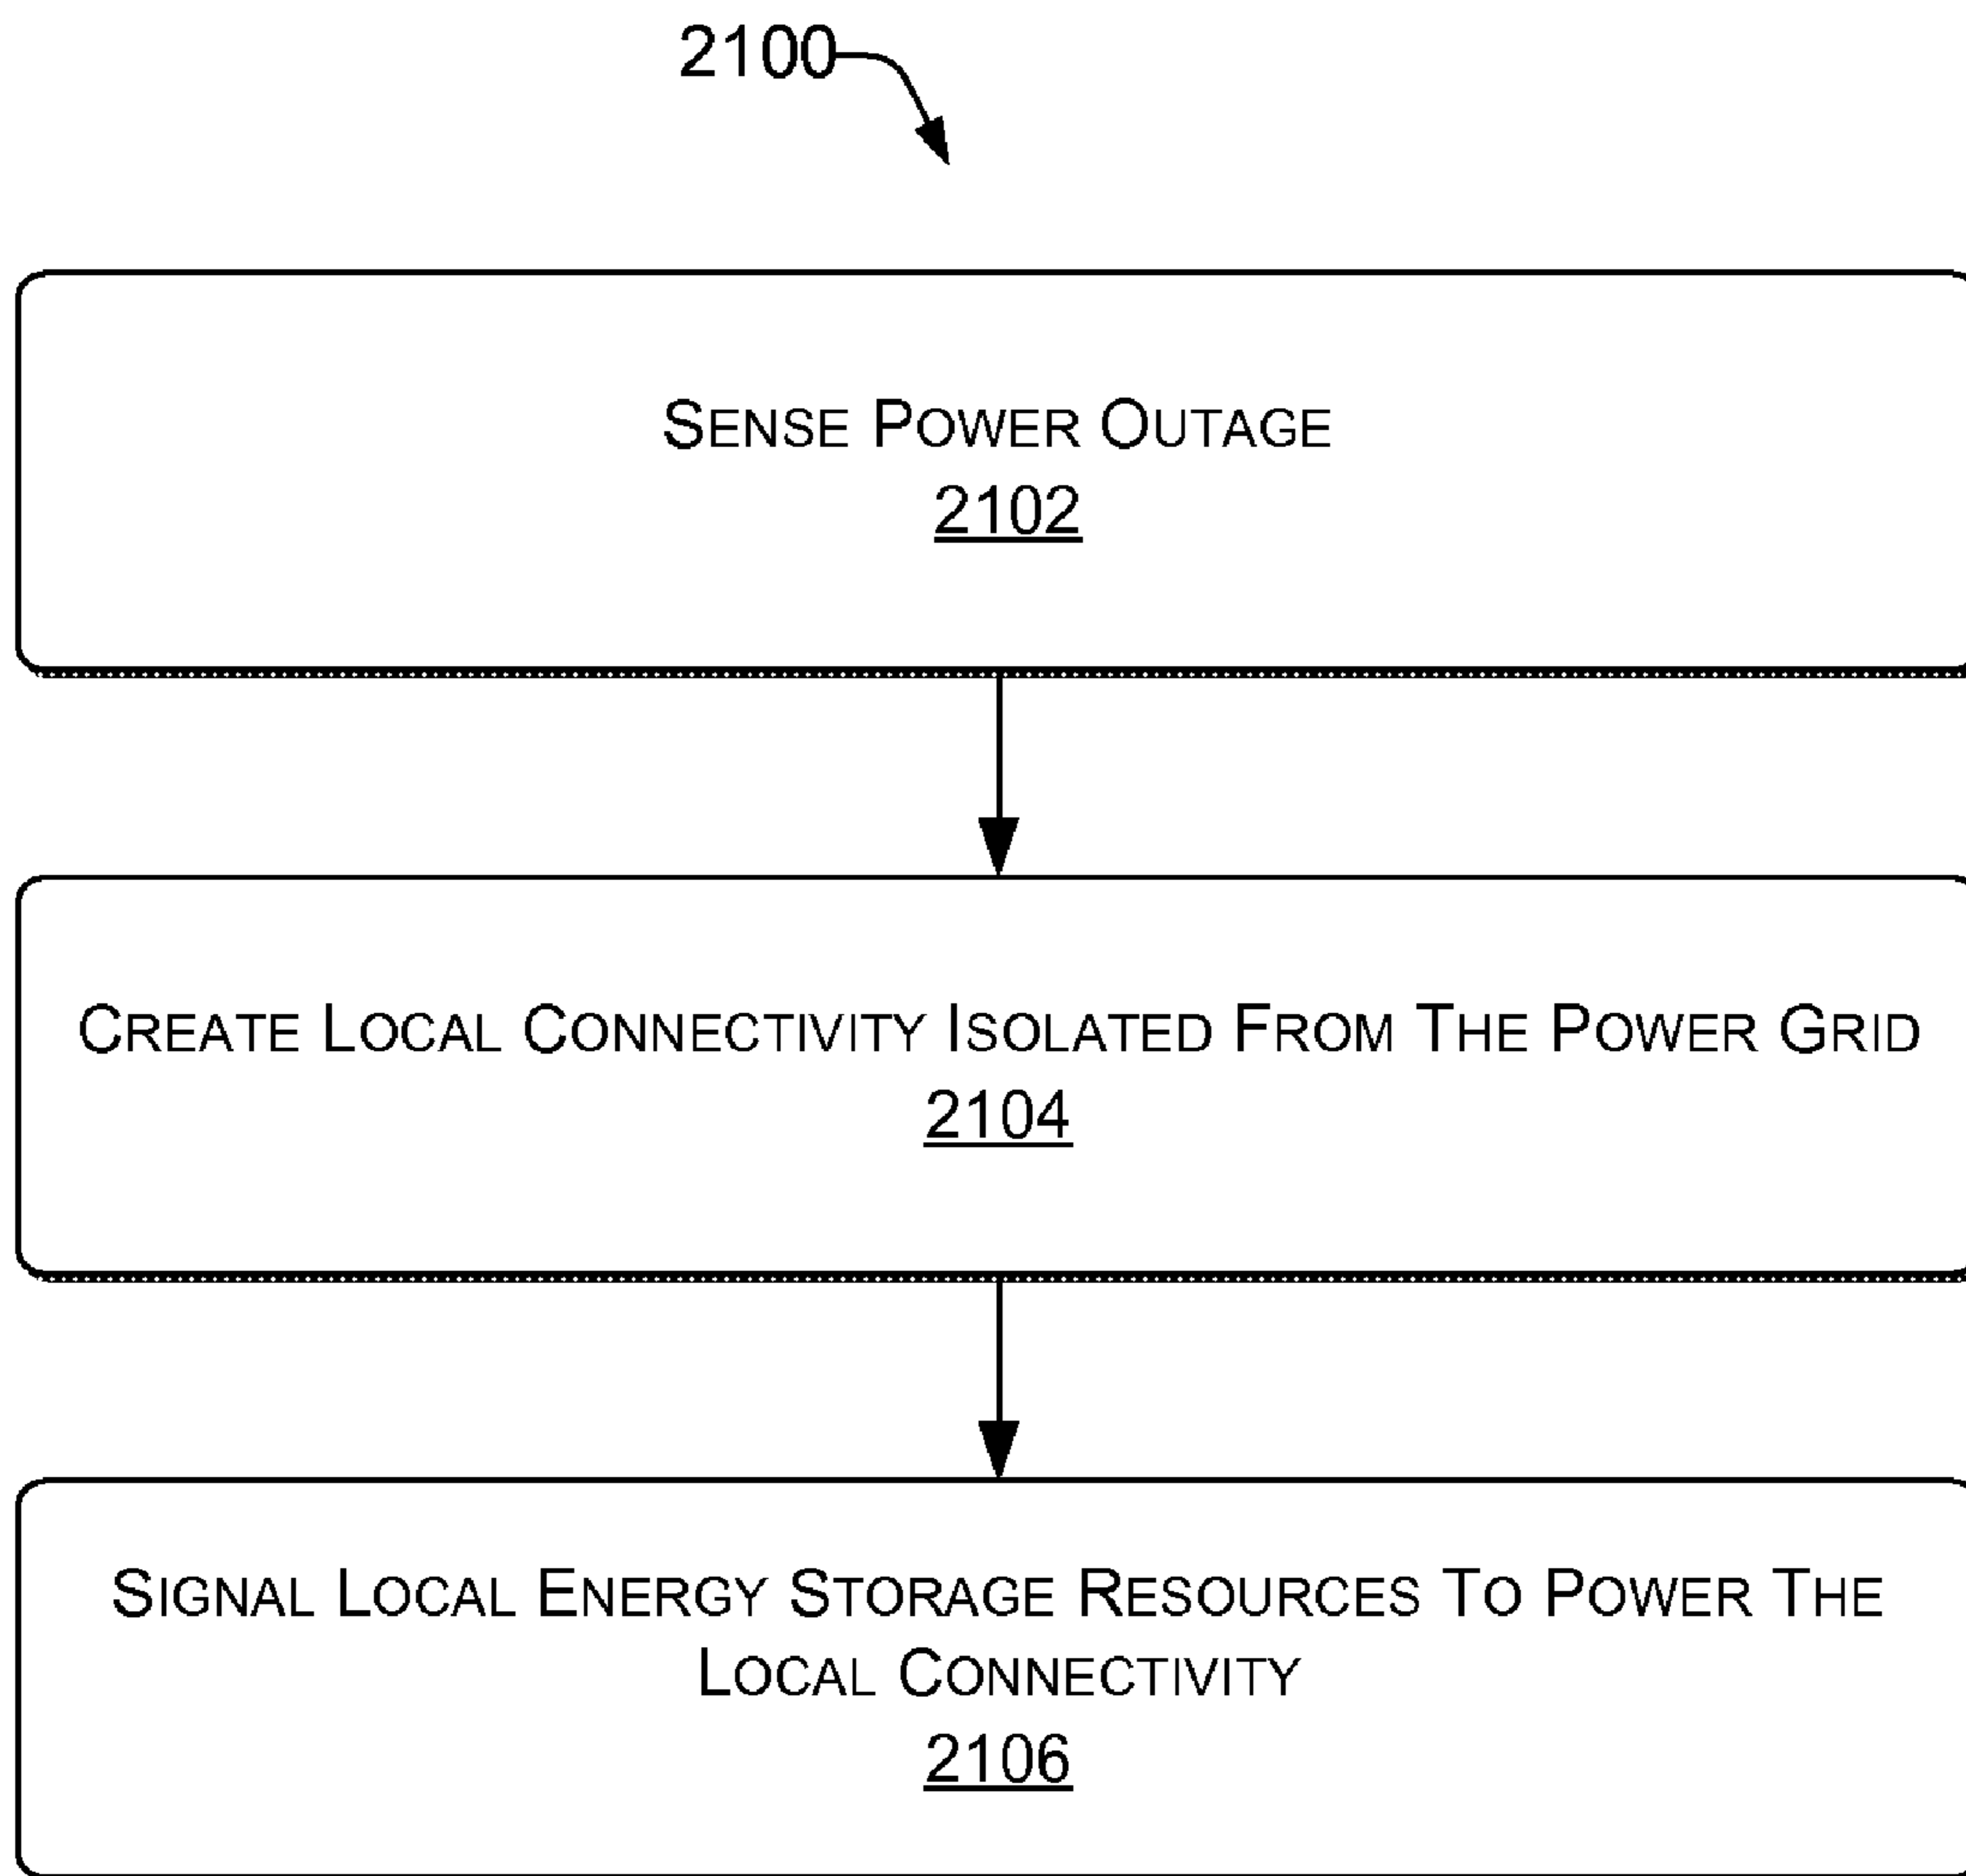 2100
SENSE POWER OUTAGE
2102
CREATE LOCAL CONNECTIVITY ISOLATED FROM THE POWER GRID
2104
SIGNAL LOCAL ENERGY STORAGE RESOURCES TO POWER THE
LOCAL CONNECTIVITY
2106